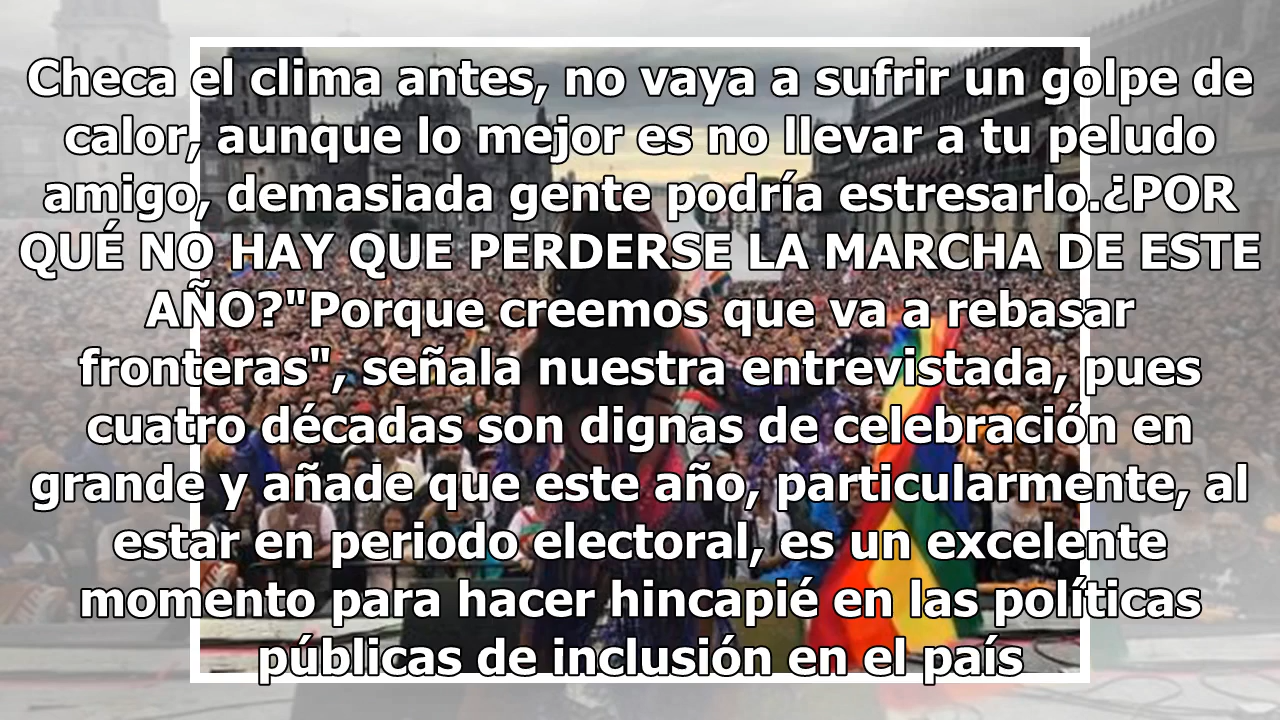 Checa el clima antes, no vaya a sufrir un golpe de
calor, aunque lo mejor es no llevar a tu peludo
amigo, demasiada gente podría estresarlo.¿POR
QUÉ NO HAY QUE PERDERSE LA MARCHA DE ESTE
AÑO?"Porque creemos que va a rebasar
fronteras", señala nuestra entrevistada, pues
cuatro décadas son dignas de celebración en
grande y añade que este año, particularmente, al
estar en periodo electoral, es un excelente
momento para hacer hincapié en las políticas
públicas de inclusión en el país